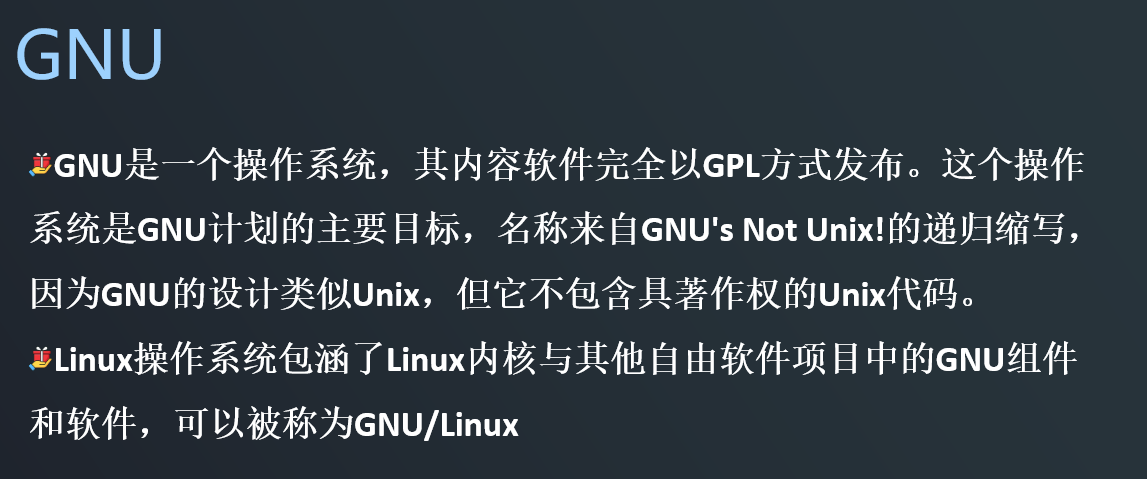 GNU
GNU是一个操作系统，其内容软件完全以GPL方式发布。这个操作
系统是GNU计划的主要目标，名称来自GNU's Not Unix!的递归缩写，
因为GNU的设计类似Unix，但它不包含具著作权的Unix代码。
Linux操作系统包涵了Linux内核与其他自由软件项目中的GNU组件
和软件，可以被称为GNU/Linux